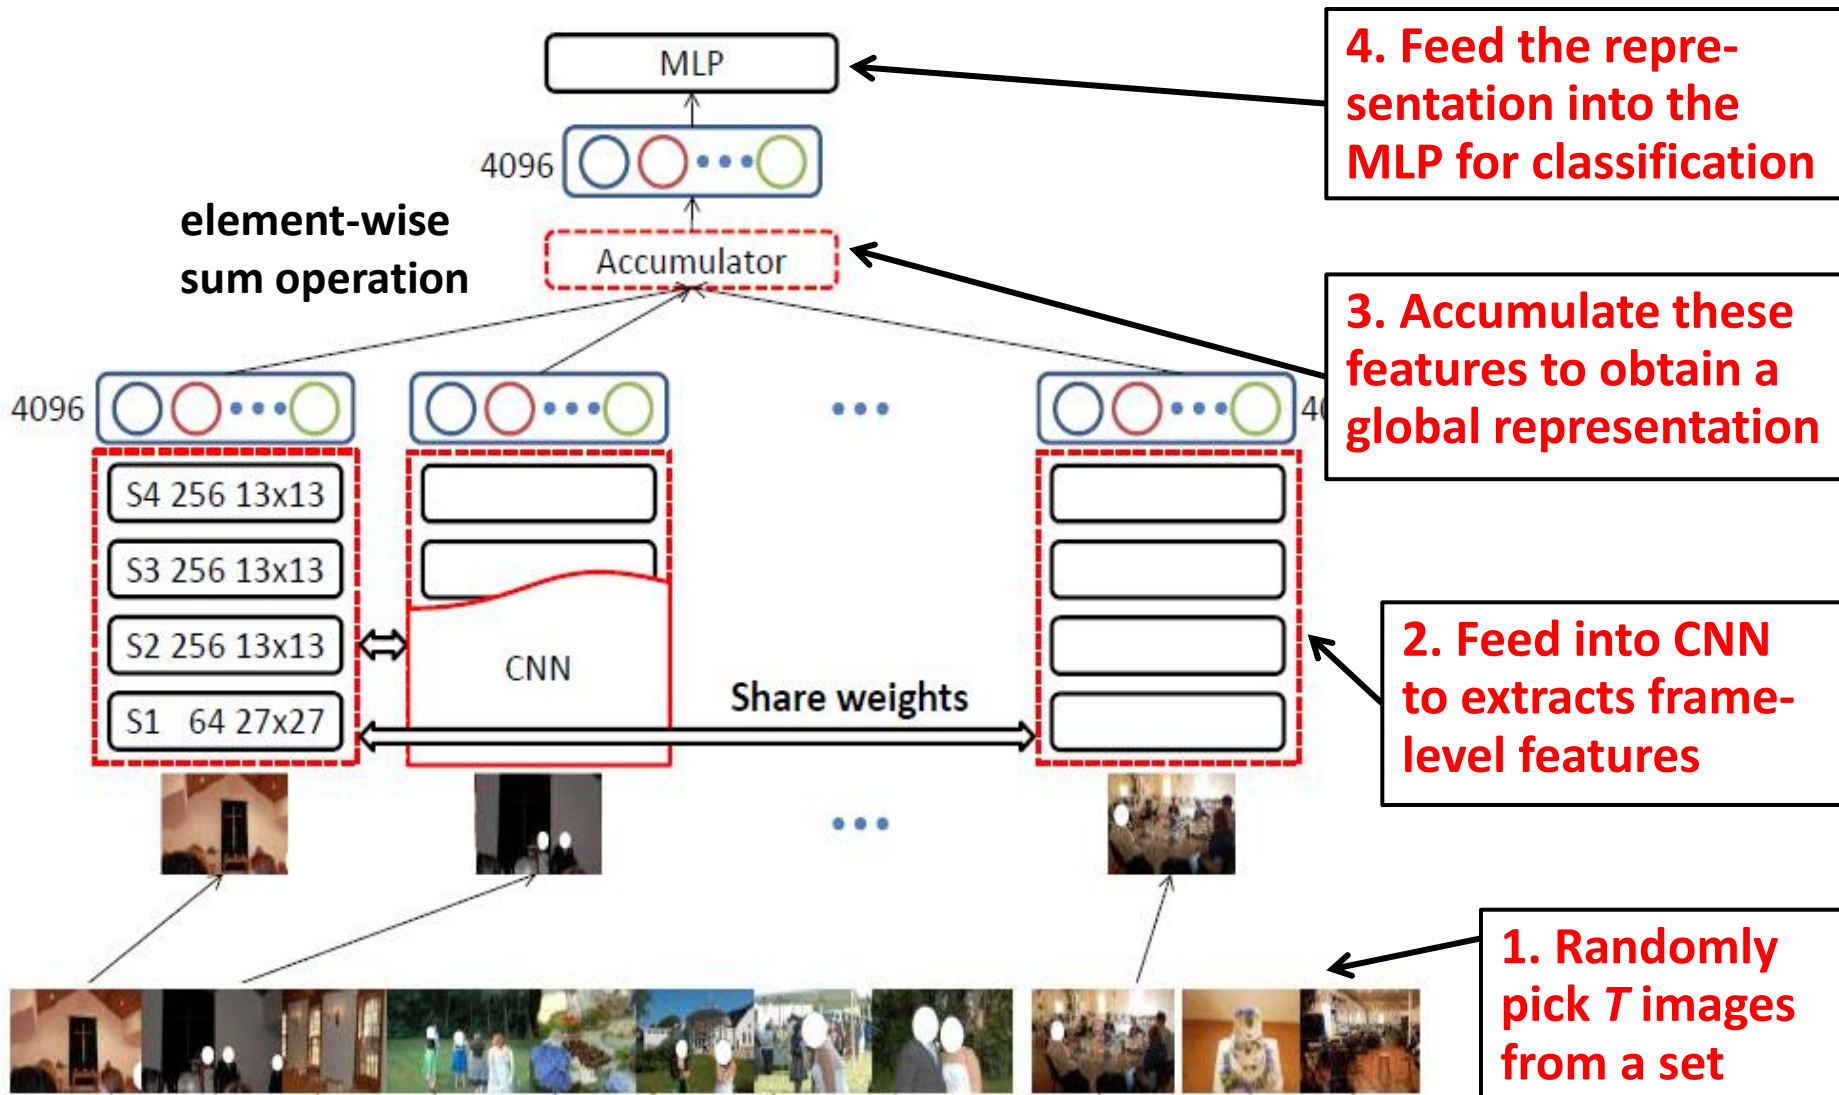 MLP
4096
element-wise
sum operation
Accumulator
4096
S4 256 13x13
S3 256 13x13
S2 256 13x13
S1 64 27x27
CNN
Share weights
4. Feed the repre-
sentation into the
MLP for classification
3. Accumulate these
features to obtain a
global representation
2. Feed into CNN
to extracts frame-
level features
1. Randomly
pick T images
from a set